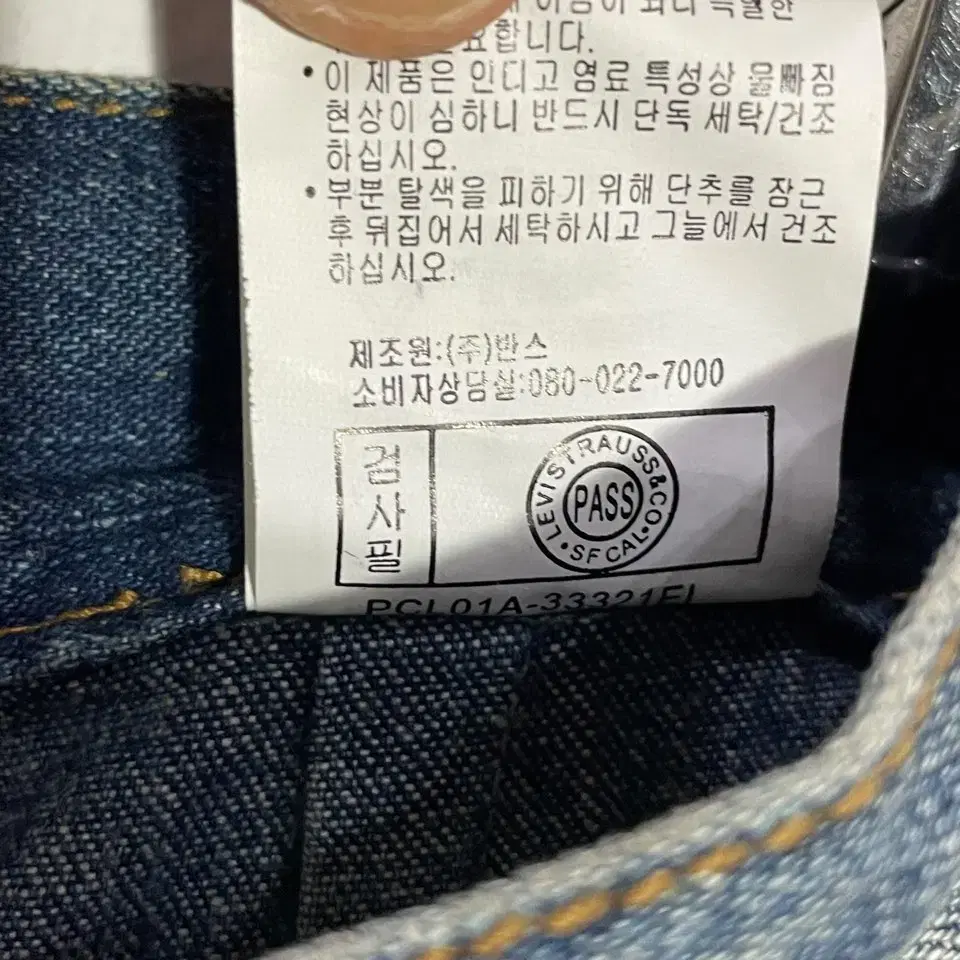 특별한
합니다.
• 이 제품은 인디고 염료 특성상 물빠짐
현상이 심하니 반드시 단독 세탁/건조
하십시오.
• 부분 탈색을 피하기 위해 단추를 잠근
후 뒤집어서 세탁하시고 그늘에서 건조
하십시오.
제조원:(주)반스
소비자상담실:080-022-7000
검사필
LEVI STRAUSS & CO • SF CAL •
PASS
PCL01A-33321FL